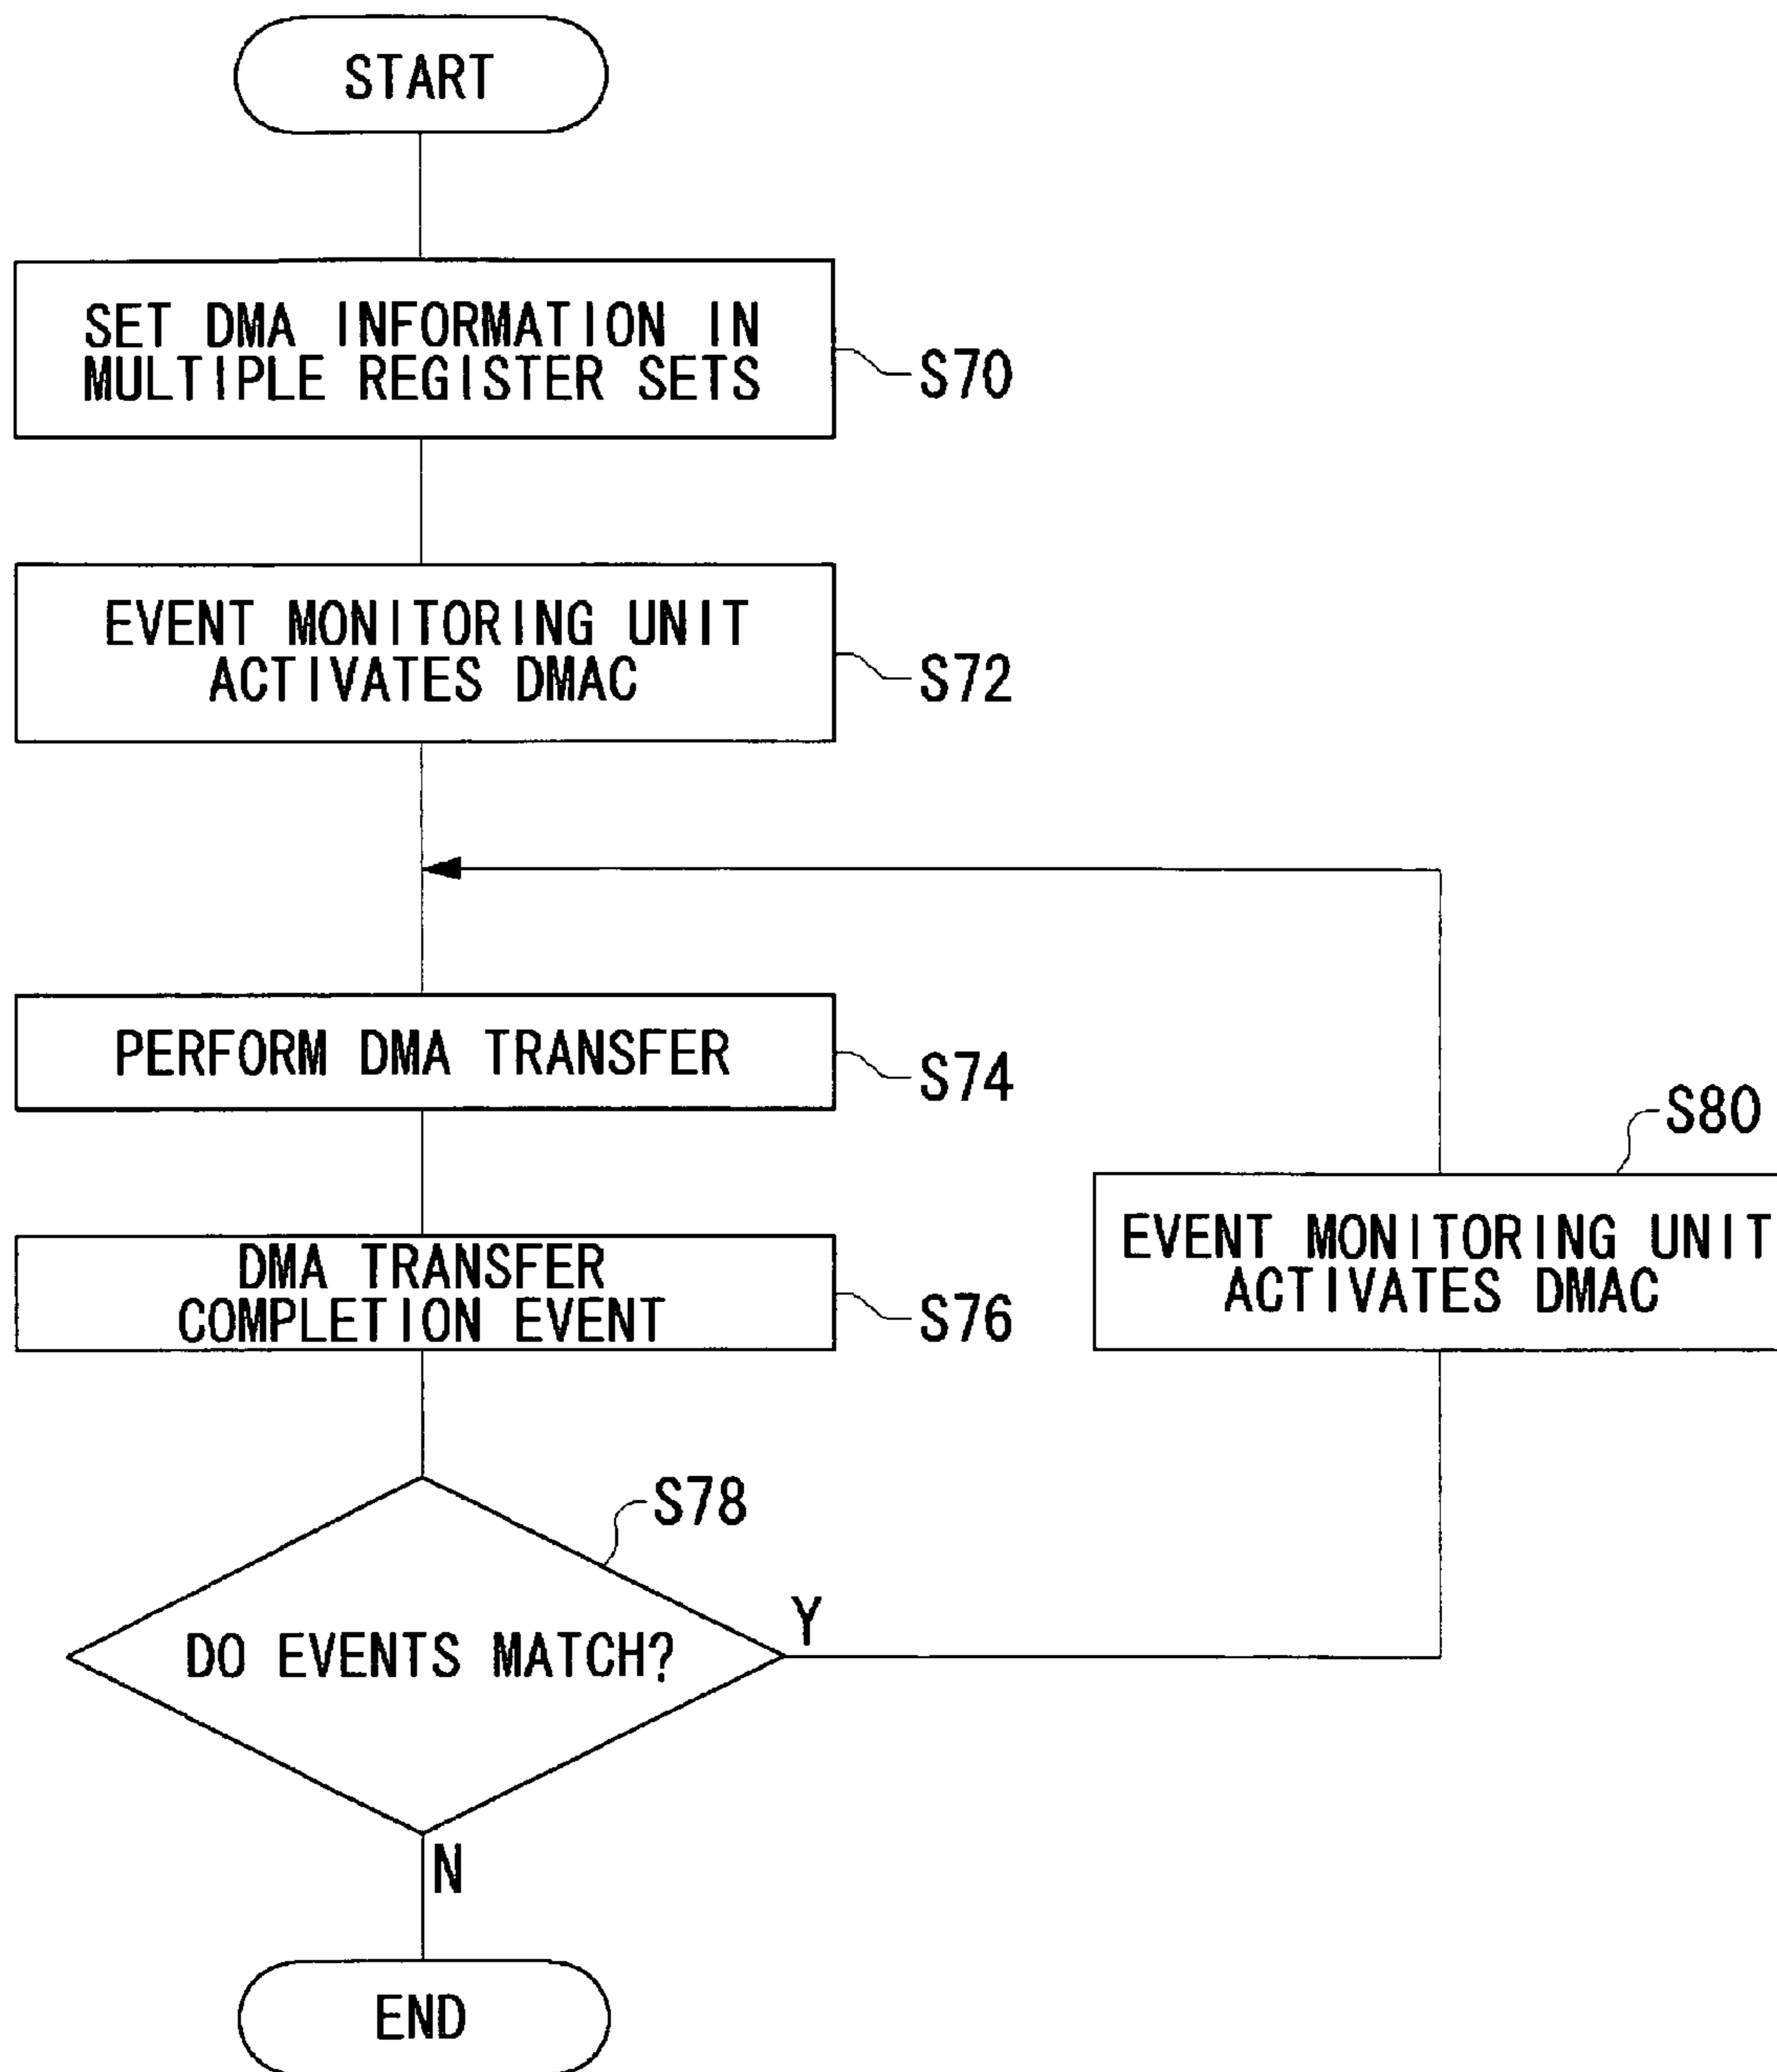 START
SET DMA INFORMATION IN
MULTIPLE REGISTER SETS
S70
EVENT MONITORING UNIT
ACTIVATES DMAC
S72
PERFORM DMA TRANSFER
S74
S80
EVENT MONITORING UNIT
ACTIVATES DMAC
DMA TRANSFER
COMPLETION EVENT
S76
S78
DO EVENTS MATCH?
Y
N
END